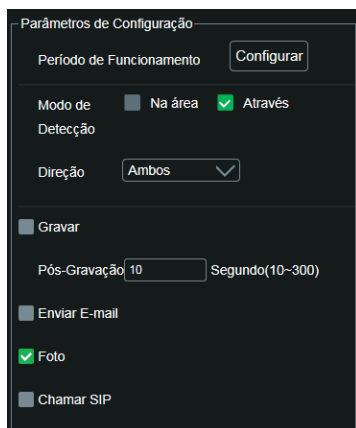 Parâmetros de Configuração
Período de Funcionamento Configurar
Modo de Detecção Na área Através
Direção Ambos
Gravar
Pós-Gravação 10 Segundo(10~300)
Enviar E-mail
Foto
Chamar SIP